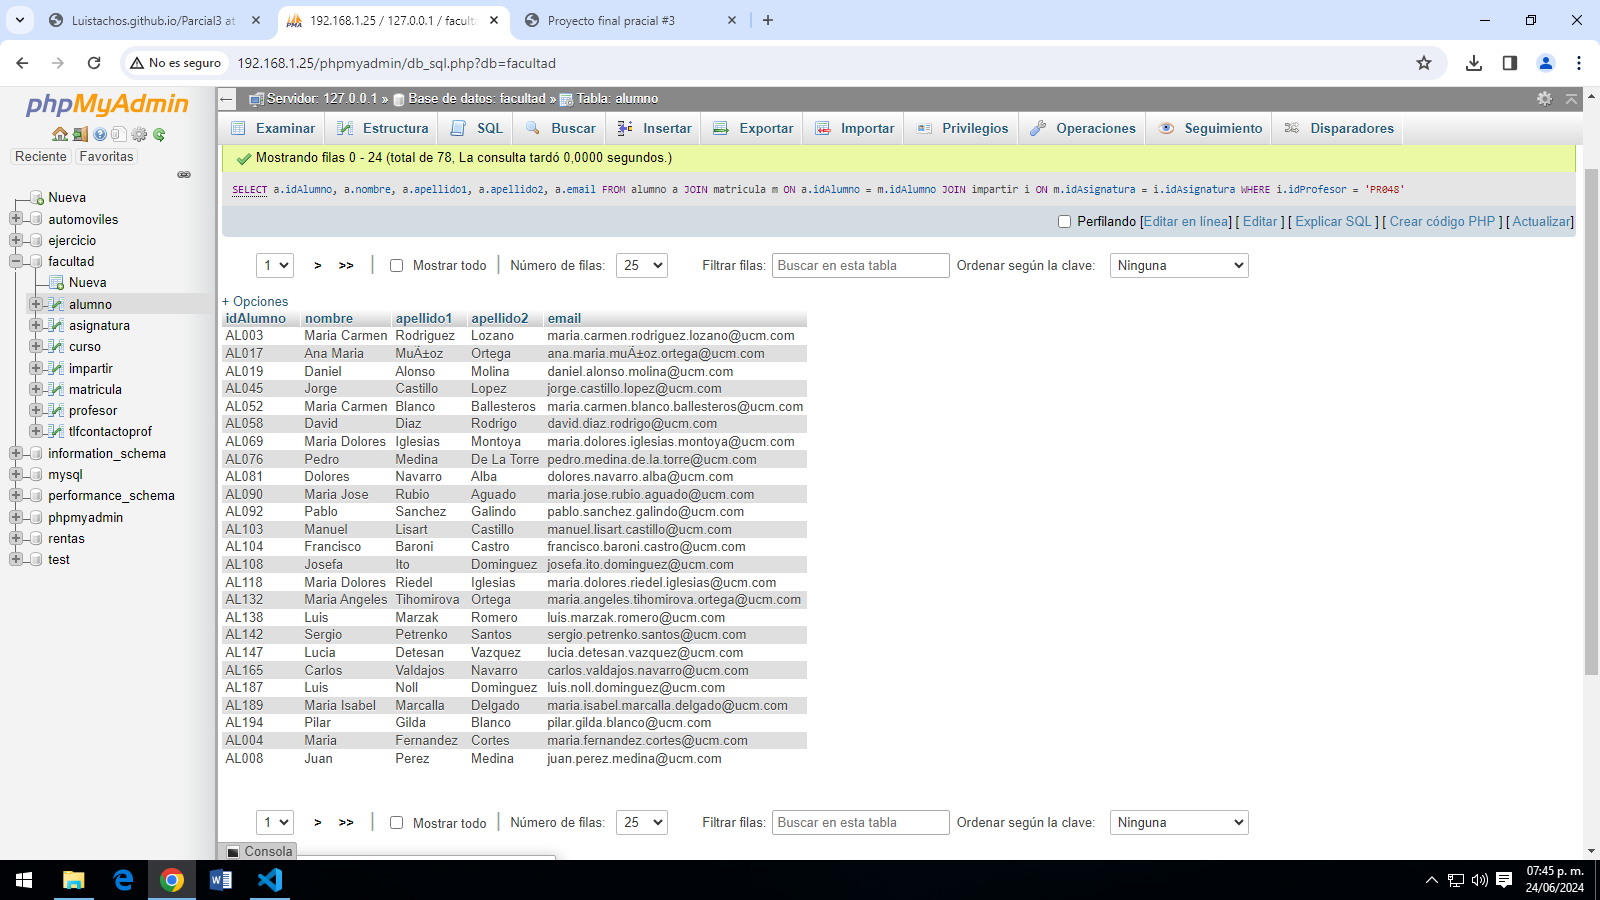 Luistachos.github.io/Parcial3 at
192.168.1.25 / 127.0.0.1 / faculta
Proyecto final pracial #3
No es seguro
192.168.1.25/phpmyadmin/db_sql.php?db=facultad
phpMyAdmin
Reciente
Favoritas
Nueva
automoviles
ejercicio
facultad
Nueva
alumno
asignatura
curso
impartir
matricula
profesor
tlfcontactoprof
information_schema
mysql
performance_schema
phpmyadmin
rentas
test
Servidor: 127.0.0.1 » Base de datos: facultad » Tabla: alumno
Examinar Estructura SQL Buscar Insertar Exportar Importar Privilegios Operaciones Seguimiento Disparadores
Mostrando filas 0 - 24 (total de 78, La consulta tardó 0,0000 segundos.)
SELECT a.idAlumno, a.nombre, a.apellido1, a.apellido2, a.email FROM alumno a JOIN matricula m ON a.idAlumno = m.idAlumno JOIN impartir i ON m.idAsignatura = i.idAsignatura WHERE i.idProfesor = 'PR048'
Perfilando [Editar en línea] [ Editar ] [ Explicar SQL ] [ Crear código PHP ] [ Actualizar]
1 > >> Mostrar todo Número de filas: 25 Filtrar filas: Buscar en esta tabla Ordenar según la clave: Ninguna
+ Opciones
idAlumno nombre apellido1 apellido2 email
AL003 Maria Carmen Rodriguez Lozano maria.carmen.rodriguez.lozano@ucm.com
AL017 Ana Maria MuÄ±oz Ortega ana.maria.muÄ±oz.ortega@ucm.com
AL019 Daniel Alonso Molina daniel.alonso.molina@ucm.com
AL045 Jorge Castillo Lopez jorge.castillo.lopez@ucm.com
AL052 Maria Carmen Blanco Ballesteros maria.carmen.blanco.ballesteros@ucm.com
AL058 David Diaz Rodrigo david.diaz.rodrigo@ucm.com
AL069 Maria Dolores Iglesias Montoya maria.dolores.iglesias.montoya@ucm.com
AL076 Pedro Medina De La Torre pedro.medina.de.la.torre@ucm.com
AL081 Dolores Navarro Alba dolores.navarro.alba@ucm.com
AL090 Maria Jose Rubio Aguado maria.jose.rubio.aguado@ucm.com
AL092 Pablo Sanchez Galindo pablo.sanchez.galindo@ucm.com
AL103 Manuel Lisart Castillo manuel.lisart.castillo@ucm.com
AL104 Francisco Baroni Castro francisco.baroni.castro@ucm.com
AL108 Josefa Ito Dominguez josefa.ito.dominguez@ucm.com
AL118 Maria Dolores Riedel Iglesias maria.dolores.riedel.iglesias@ucm.com
AL132 Maria Angeles Tihomirova Ortega maria.angeles.tihomirova.ortega@ucm.com
AL138 Luis Marzak Romero luis.marzak.romero@ucm.com
AL142 Sergio Petrenko Santos sergio.petrenko.santos@ucm.com
AL147 Lucia Detesan Vazquez lucia.detesan.vazquez@ucm.com
AL165 Carlos Valdajos Navarro carlos.valdajos.navarro@ucm.com
AL187 Luis Noll Dominguez luis.noll.dominguez@ucm.com
AL189 Maria Isabel Marcalla Delgado maria.isabel.marcalla.delgado@ucm.com
AL194 Pilar Gilda Blanco pilar.gilda.blanco@ucm.com
AL004 Maria Fernandez Cortes maria.fernandez.cortes@ucm.com
AL008 Juan Perez Medina juan.perez.medina@ucm.com
1 > >> Mostrar todo Número de filas: 25 Filtrar filas: Buscar en esta tabla Ordenar según la clave: Ninguna
Consola
07:45 p. m.
24/06/2024